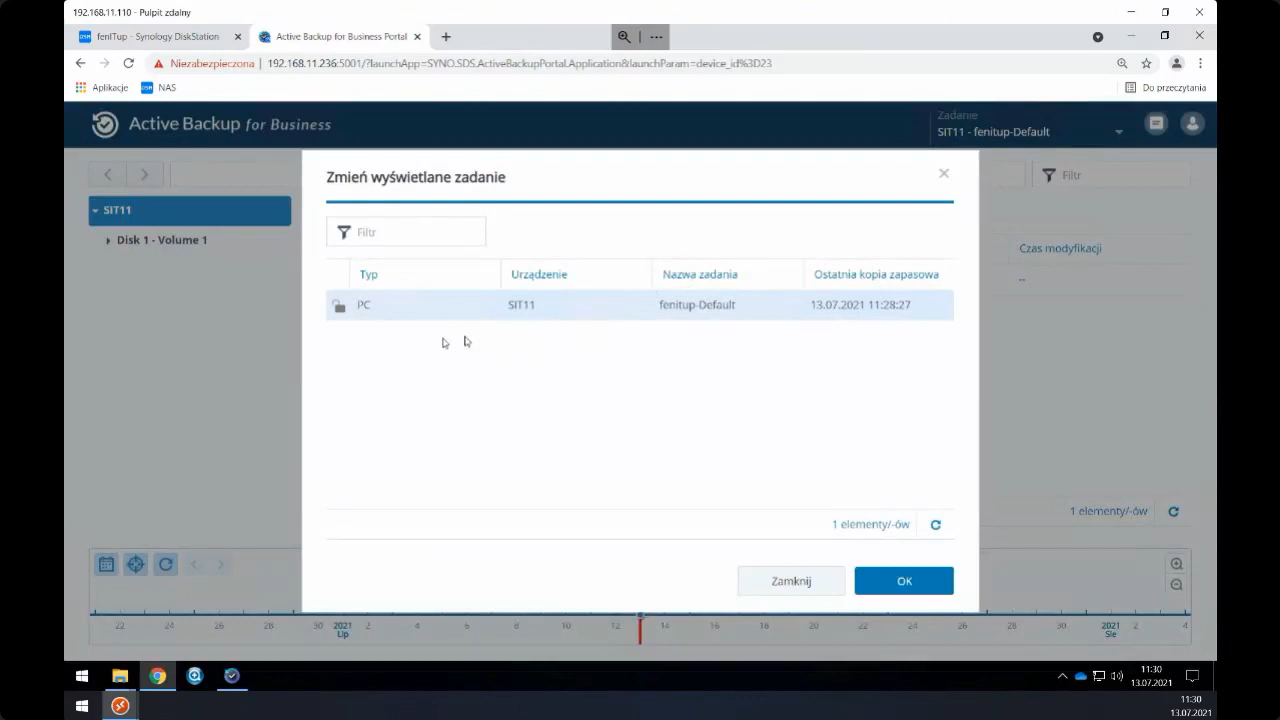 192.168.11.110 - Pulpit zdalny
fenITup - Synology DiskStation
Active Backup for Business Portal
Niezabezpieczona
192.168.11.236:5001/?launchApp=SYNO.SDS.ActiveBackupPortal.Application&launchParam=device_id%3D23
Aplikacje
NAS
Do przeczytania
Active Backup for Business
Zadanie
SIT11 - fenitup-Default
Filtr
SIT11
Disk 1 - Volume 1
Czas modyfikacji
--
Zmień wyświetlane zadanie
Filtr
Typ Urządzenie Nazwa zadania Ostatnia kopia zapasowa
PC SIT11 fenitup-Default 13.07.2021 11:28:27
1 elementy/-ów
1 elementy/-ów
Zamknij
OK
22 24 26 28 30 2021 2 4 6 8 10 12 14 16 18 20 22 24 26 28 30 2021 2 4
Lip Sie
11:30
13.07.2021
11:30
13.07.2021